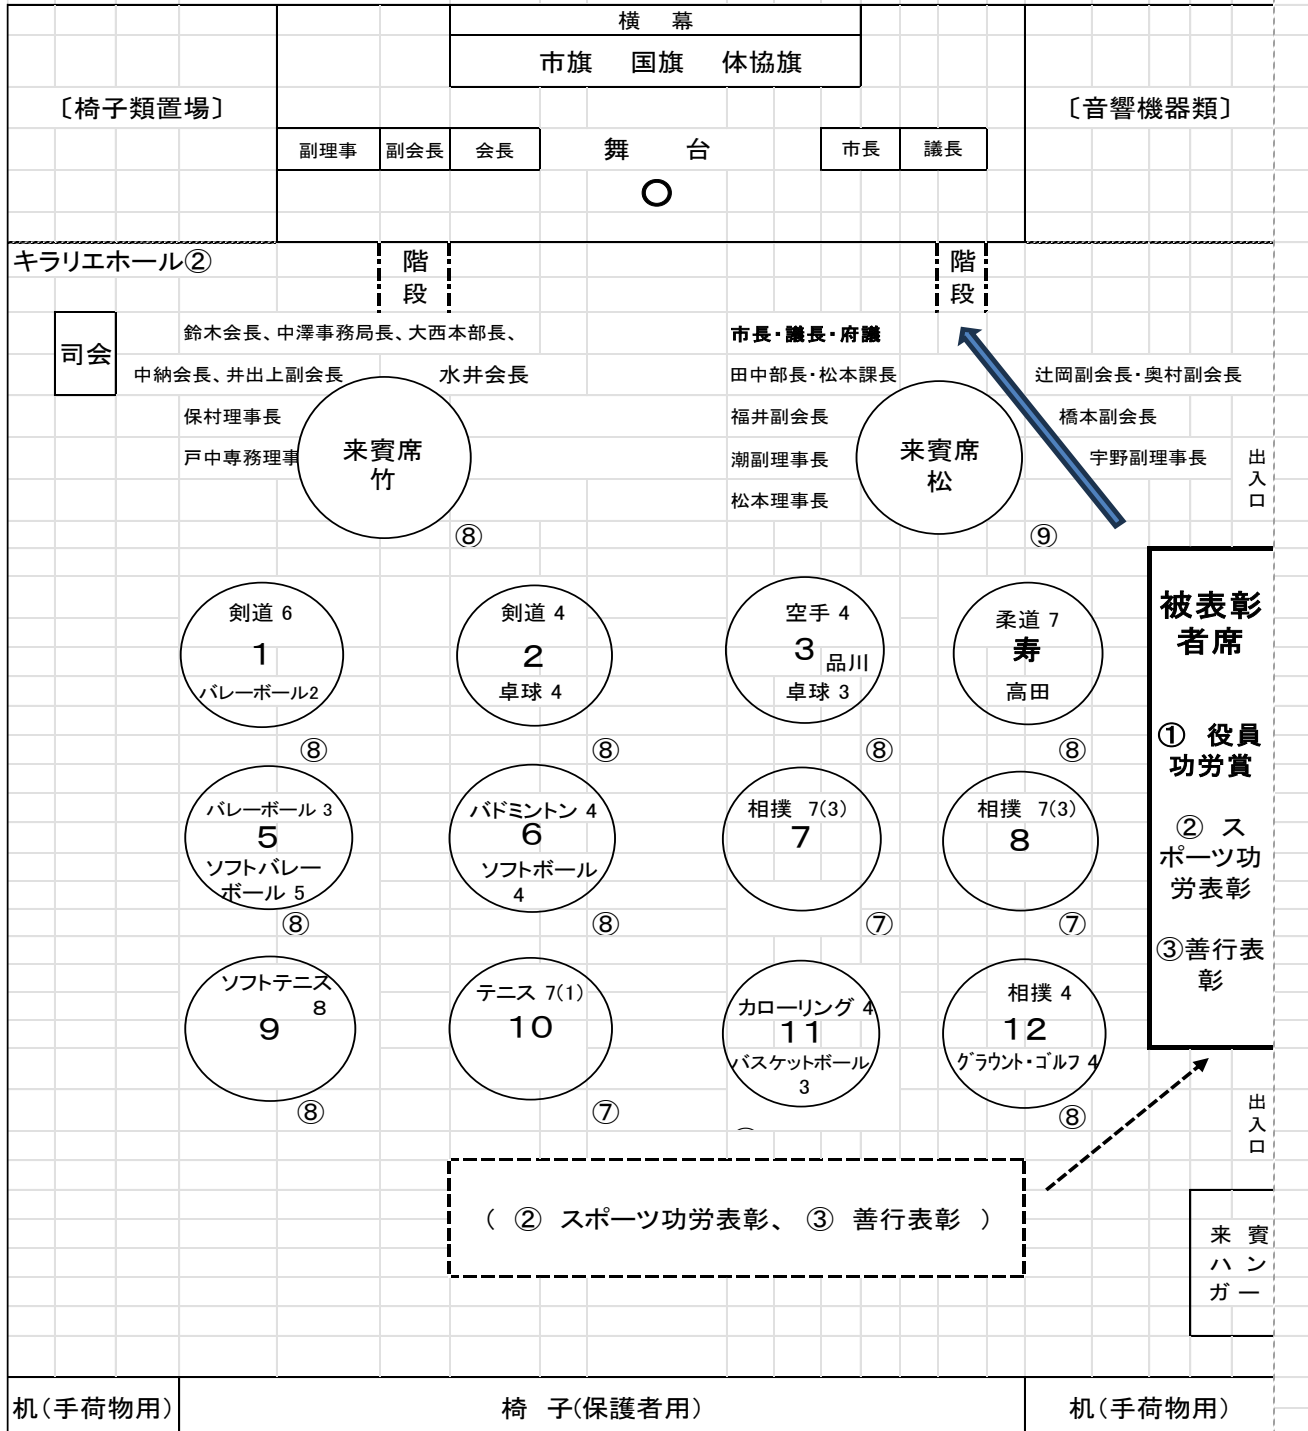 横　幕
市旗　国旗　体協旗
〔椅子類置場〕
〔音響機器類〕
副理事　副会長　会長
舞　台
市長　議長
○
キラリエホール②
階段
階段
司会
鈴木会長、中澤事務局長、大西本部長、
中納会長、井出上副会長
水井会長
保村理事長
戸中専務理事
来賓席
竹
⑧
市長・議長・府議
田中部長・松本課長
福井副会長
潮副理事長
松本理事長
来賓席
松
⑨
辻岡副会長・奥村副会長
橋本副会長
宇野副理事長
出入口
剣道 6
1
バレーボール2
⑧
剣道 4
2
卓球 4
⑧
空手 4
3 品川
卓球 3
⑧
柔道 7
寿
高田
⑧
被表彰
者席
①　役員
功労賞
②　ス
ポーツ功
労表彰
③善行表
彰
バレーボール 3
5
ソフトバレー
ボール 5
⑧
バドミントン 4
6
ソフトボール
4
⑧
相撲 7(3)
7
⑦
相撲 7(3)
8
⑦
ソフトテニス
8
9
⑧
テニス 7(1)
10
⑦
カローリング 4
11
バスケットボール
3
相撲 4
12
グラウント・ゴルフ 4
⑧
出入口
（ ② スポーツ功労表彰、 ③ 善行表彰 ）
来　賓
ハ　ン
ガ　ー
机(手荷物用)
椅　子(保護者用)
机(手荷物用)